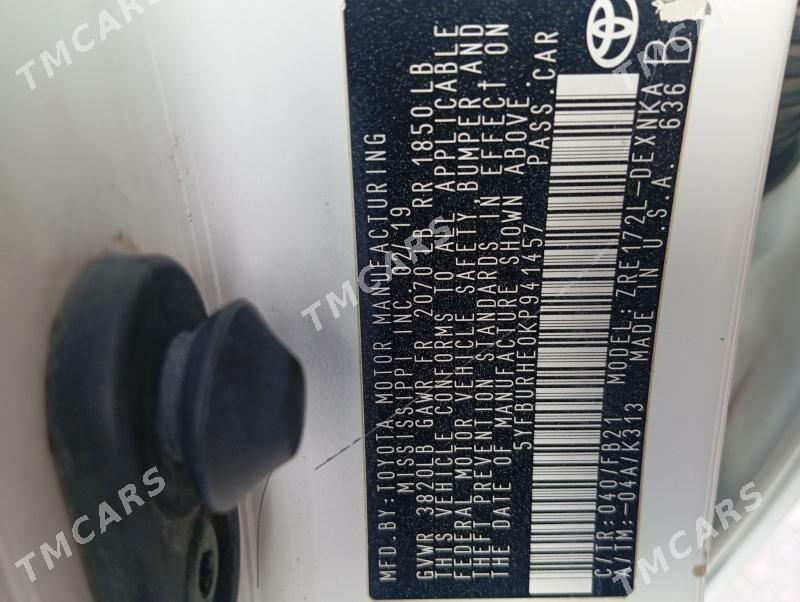 MFD.BY:TOYOTA MOTOR MANUFACTURING
MISSISSIPPI INC.
GVWR 3820LB GAWR FR 2070LB RR 1850LB
THIS VEHICLE CONFORMS TO ALL APPLICABLE
FEDERAL MOTOR VEHICLE SAFETY,BUMPER,AND
THEFT PREVENTION STANDARDS IN EFFECT ON
THE DATE OF MANUFACTURE SHOWN ABOVE.
5YFBURHE0KP941457 PASS.CAR
C/TR:040/FB21 MODEL:ZRE172L-DEXNKA
A/TM:-04A/K313 MADE IN U.S.A. 636 B
TMCARS
TMCARS
TMCARS
TMCARS
TMCARS
TMCARS
TMCARS
TMCARS